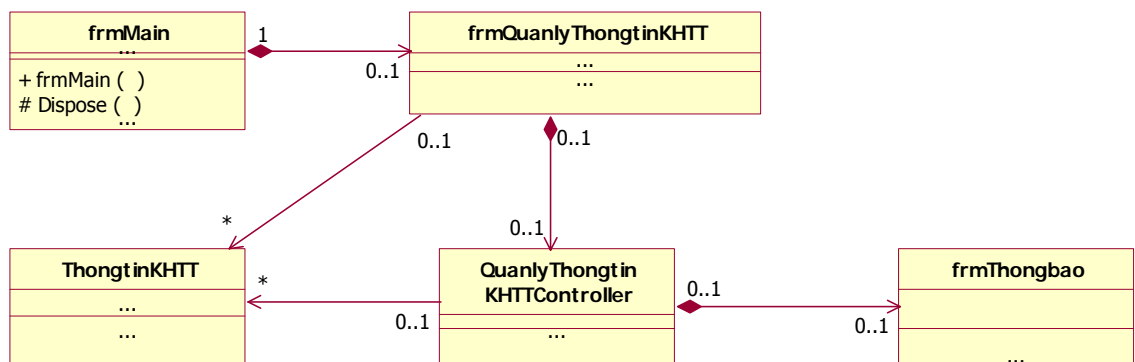 frmMain
...
+ frmMain ( )
# Dispose ( )
...
1
0..1
frmQuanlyThongtinKHTT
...
...
0..1
0..1
*
0..1
ThongtinKHTT
...
...
*
0..1
QuanlyThongtin
KHTTController
...
0..1
0..1
frmThongbao
...